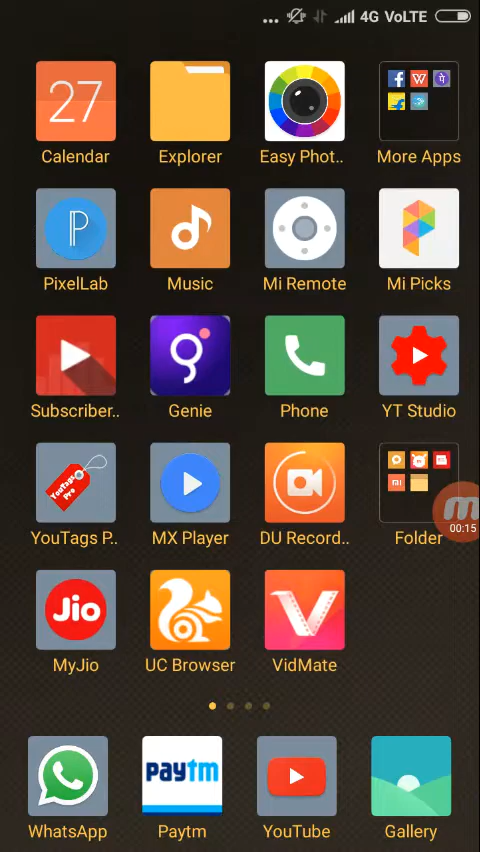 4G VoLTE
27
Calendar
Explorer
Easy Phot..
More Apps
PixelLab
Music
Mi Remote
Mi Picks
Subscriber..
Genie
Phone
YT Studio
YouTags
Pro
YouTags P..
MX Player
DU Record..
Folder
00:15
Jio
MyJio
UC Browser
VidMate
WhatsApp
paytm
Paytm
YouTube
Gallery